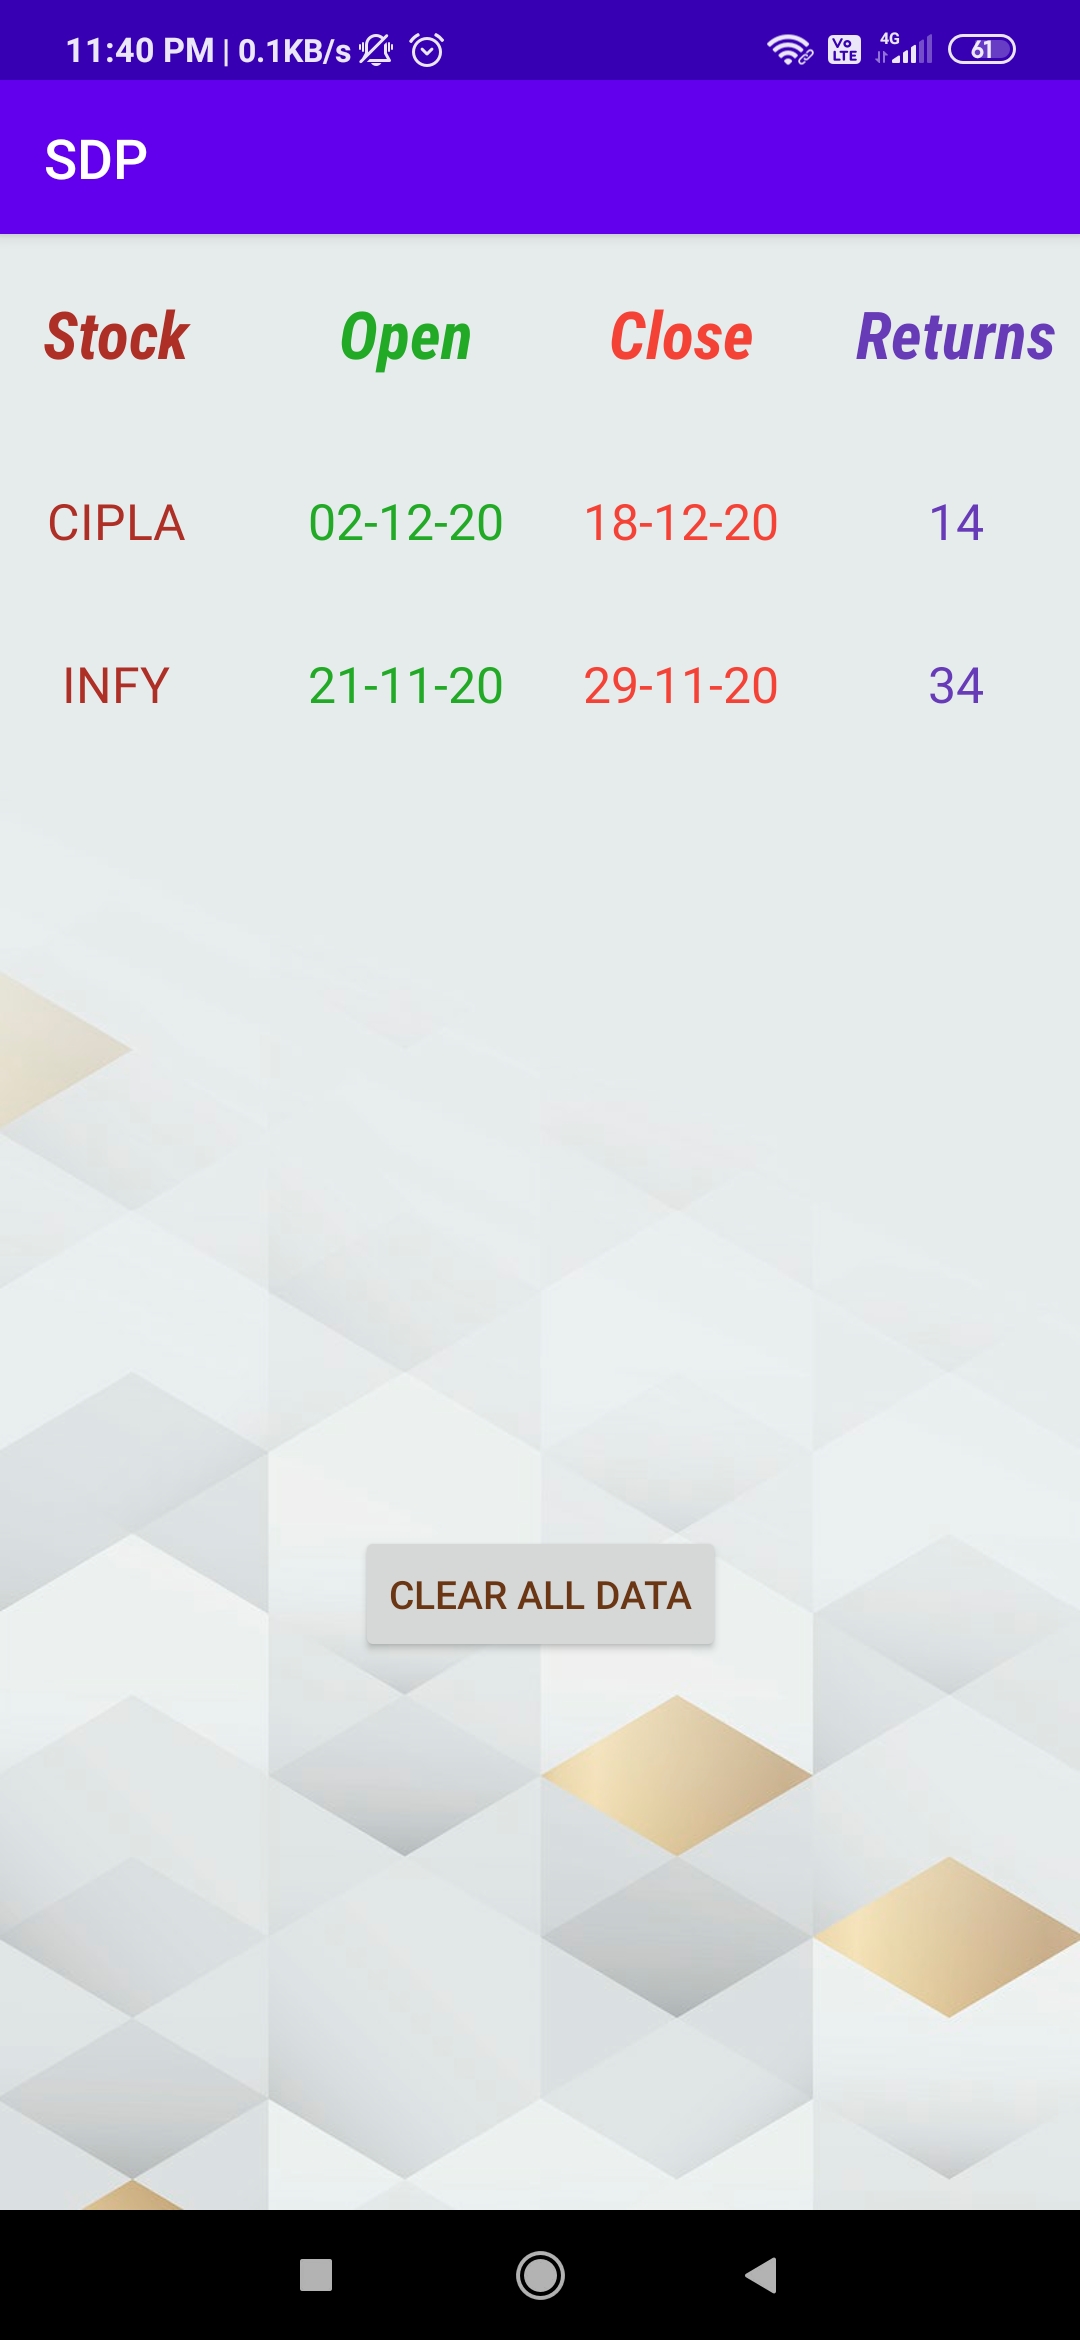 11:40 PM | 0.1KB/s Vo LTE 4G 61
SDP
Stock Open Close Returns
CIPLA 02-12-20 18-12-20 14
INFY 21-11-20 29-11-20 34
CLEAR ALL DATA